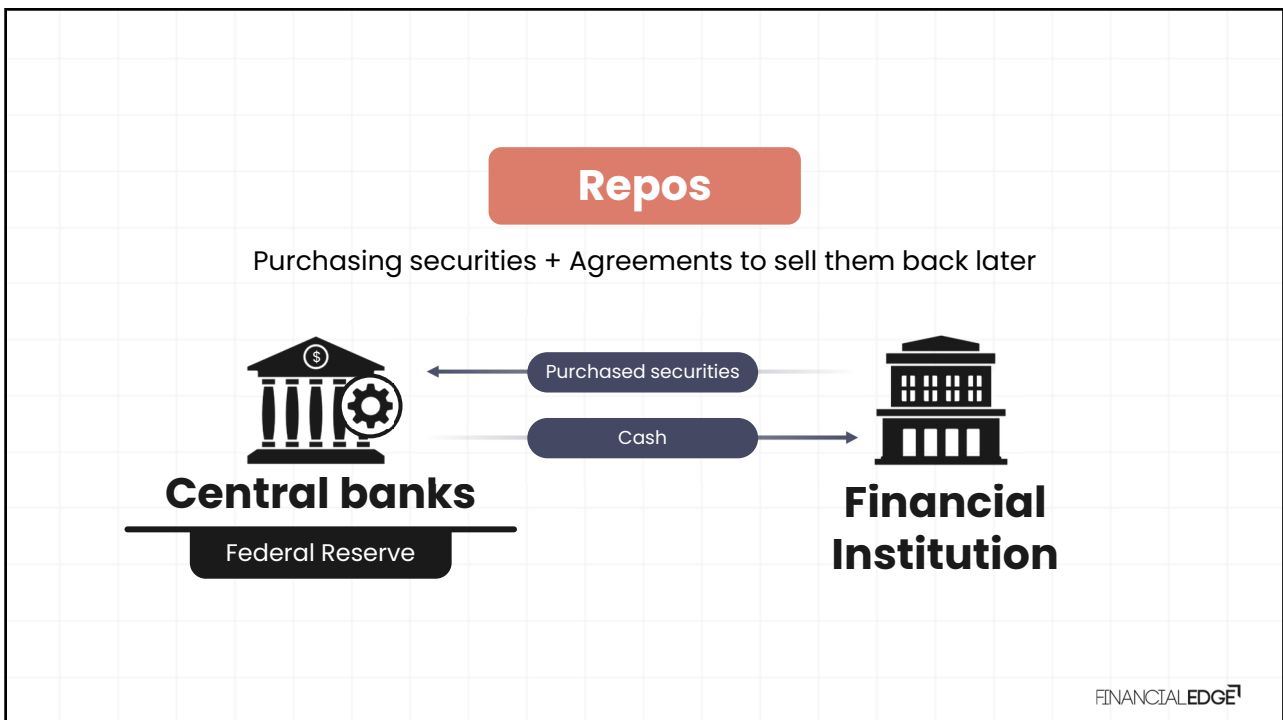 Repos
Purchasing securities + Agreements to sell them back later
$
Purchased securities
Cash
Central banks
Federal Reserve
Financial
Institution
FINANCIALEDGE